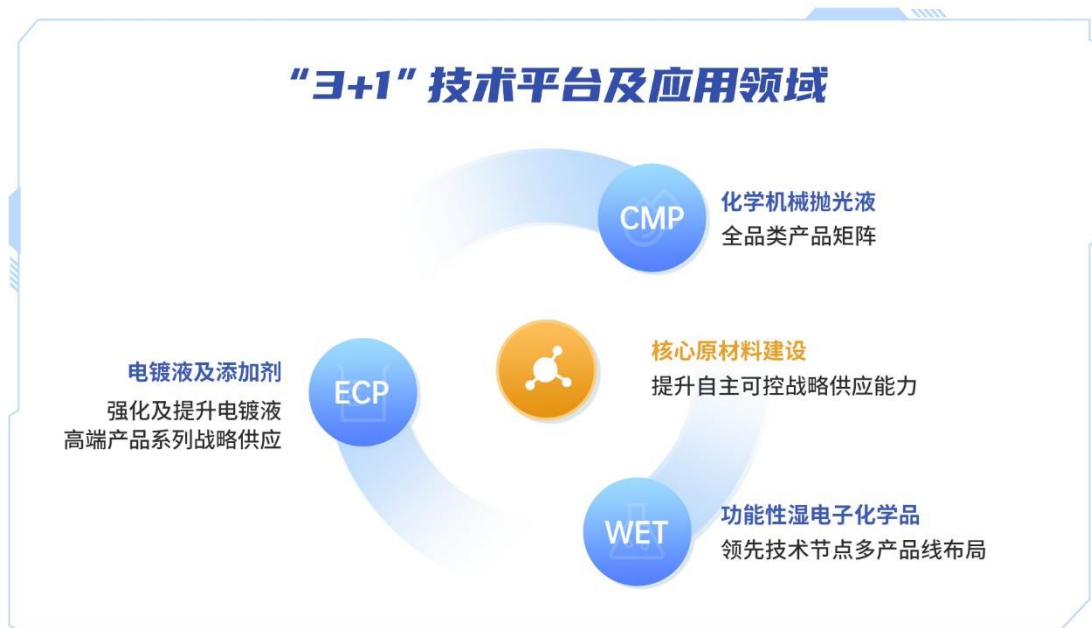 “3+1”技术平台及应用领域
CMP
化学机械抛光液
全品类产品矩阵
核心原材料建设
提升自主可控战略供应能力
ECP
电镀液及添加剂
强化及提升电镀液
高端产品系列战略供应
WET
功能性湿电子化学品
领先技术节点多产品线布局